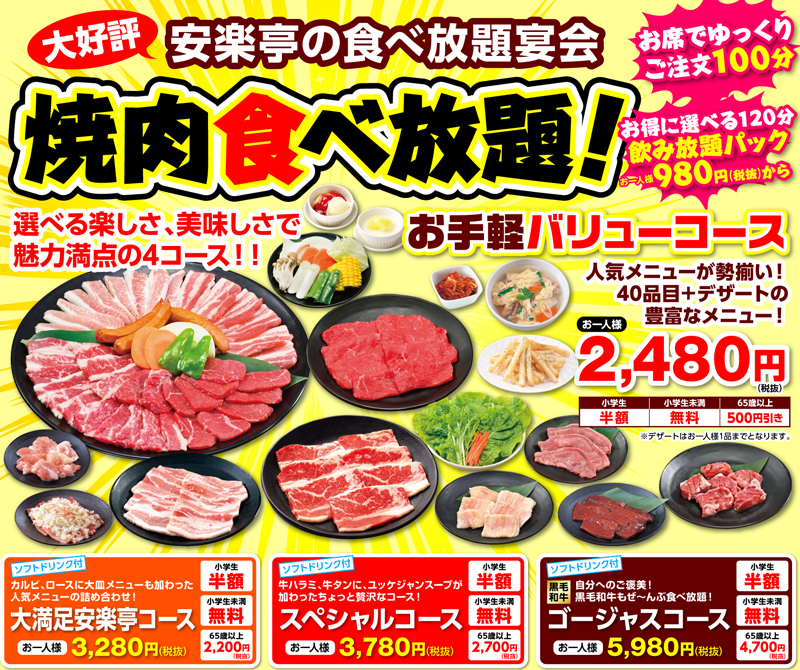 大好評
安楽亭の食べ放題宴会
お席でゆっくり
ご注文100分
焼肉食べ放題!
お得に選べる120分
飲み放題パック
お一人様980円(税抜)から
選べる楽しさ、美味しさで
魅力満点の4コース!!
お手軽バリューコース
人気メニューが勢揃い!
40品目+デザートの
豊富なメニュー!
お一人様
2,480円
(税抜)
小学生 小学生未満 65歳以上
半額 無料 500円引き
※デザートはお一人様1品までとなります。
ソフトドリンク付
カルビ、ロースに大皿メニューも加わった
人気メニューの詰め合わせ!
大満足安楽亭コース
お一人様 3,280円(税抜)
小学生
半額
小学生未満
無料
65歳以上
2,200円
(税抜)
ソフトドリンク付
牛ハラミ、牛タンに、ユッケジャンスープが
加わったちょっと贅沢なコース!
スペシャルコース
お一人様 3,780円(税抜)
小学生
半額
小学生未満
無料
65歳以上
2,700円
(税抜)
ソフトドリンク付
黒毛
和牛
自分へのご褒美!
黒毛和牛もぜ〜んぶ食べ放題!
ゴージャスコース
お一人様 5,980円(税抜)
小学生
半額
小学生未満
無料
65歳以上
4,700円
(税抜)